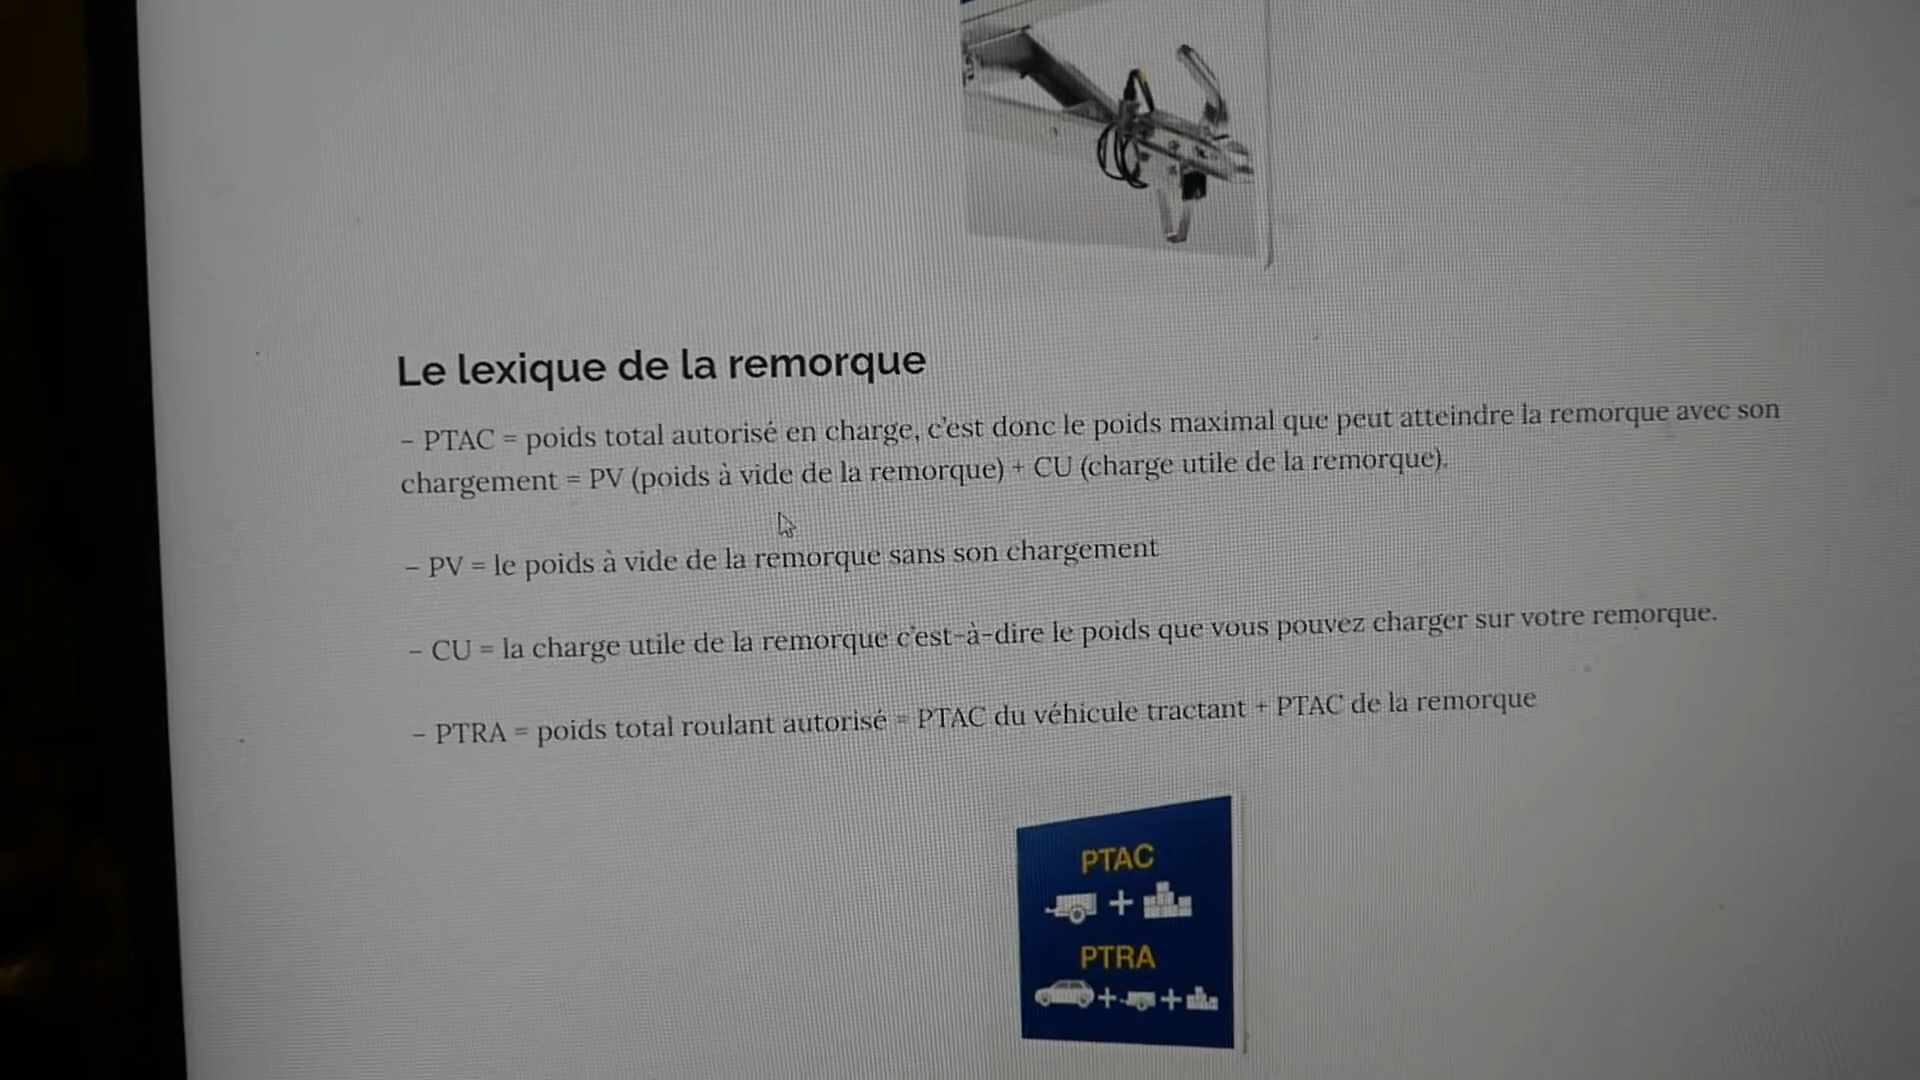 Le lexique de la remorque
– PTAC = poids total autorisé en charge, c'est donc le poids maximal que peut atteindre la remorque avec son
chargement = PV (poids à vide de la remorque) + CU (charge utile de la remorque).
– PV = le poids à vide de la remorque sans son chargement
– CU = la charge utile de la remorque c'est-à-dire le poids que vous pouvez charger sur votre remorque.
– PTRA = poids total roulant autorisé = PTAC du véhicule tractant + PTAC de la remorque
PTAC
+
PTRA
+ +